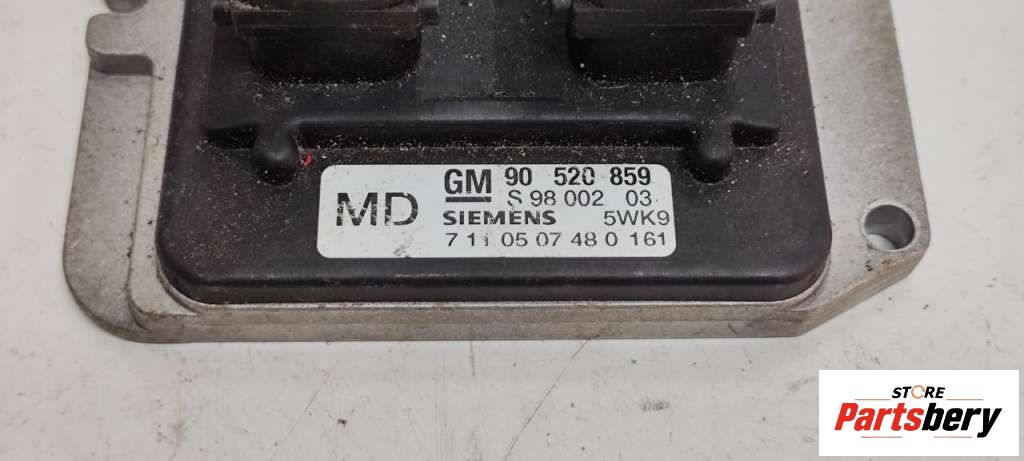 MD
GM 90 520 859
S 98 002 03
SIEMENS 5WK9
7 11 05 07 48 0 161
STORE
Partsbery